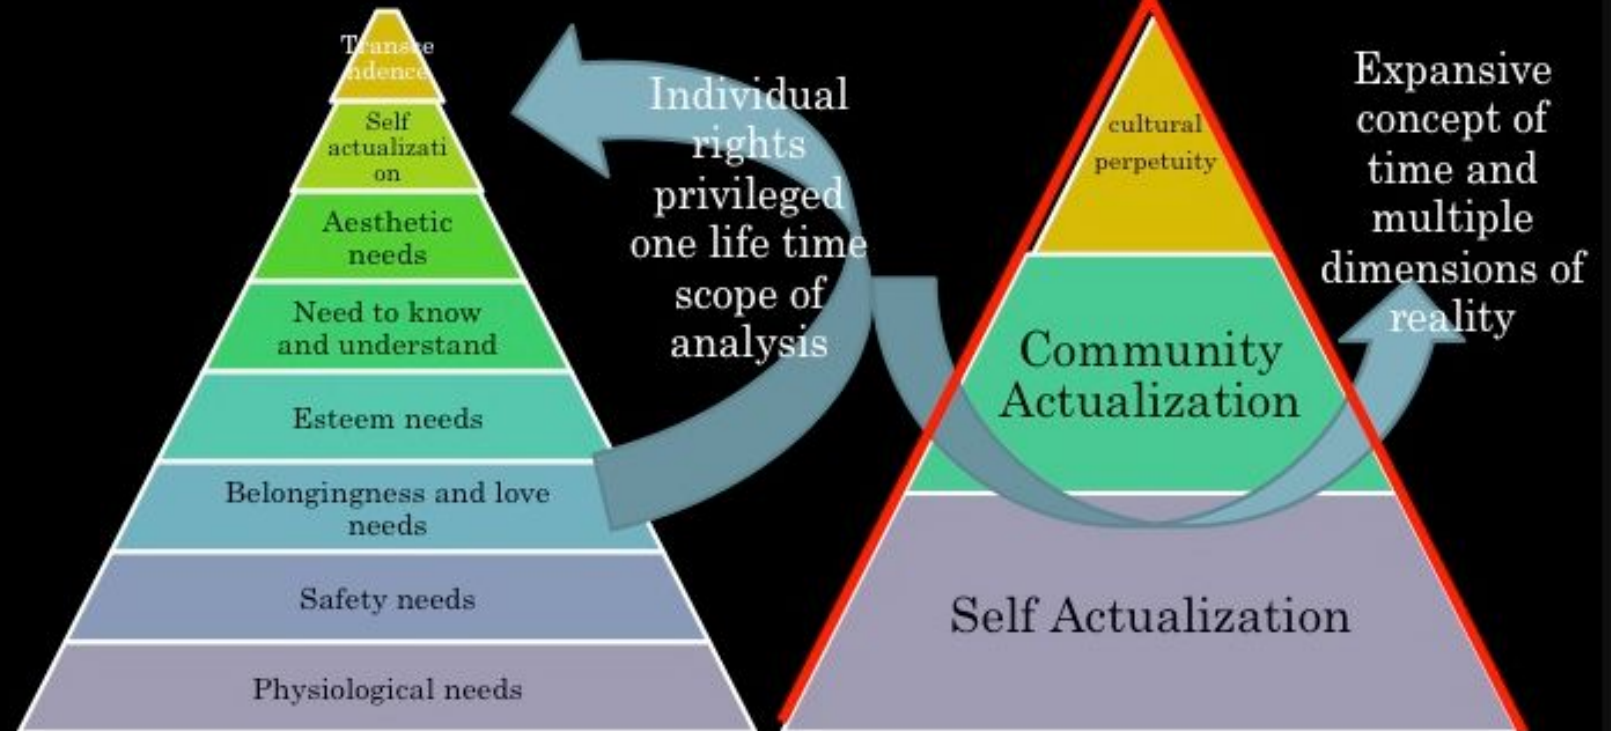 Transce
ndence
Self
actualizati
on
Aesthetic
needs
Need to know
and understand
Esteem needs
Belongingness and love
needs
Safety needs
Physiological needs
Individual
rights
privileged
one life time
scope of
analysis
cultural
perpetuity
Community
Actualization
Self Actualization
Expansive
concept of
time and
multiple
dimensions of
reality